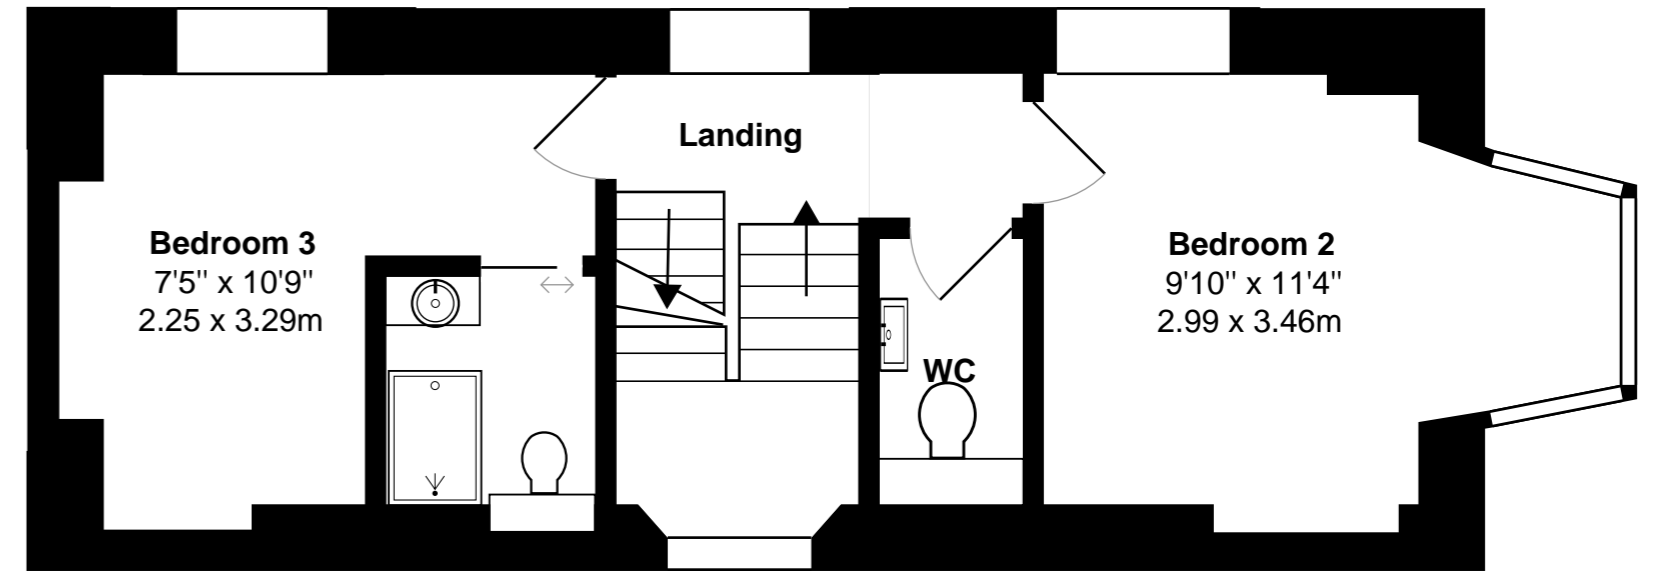 Landing
Bedroom 3
7'5" x 10'9"
2.25 x 3.29m
Bedroom 2
9'10" x 11'4"
2.99 x 3.46m
WC